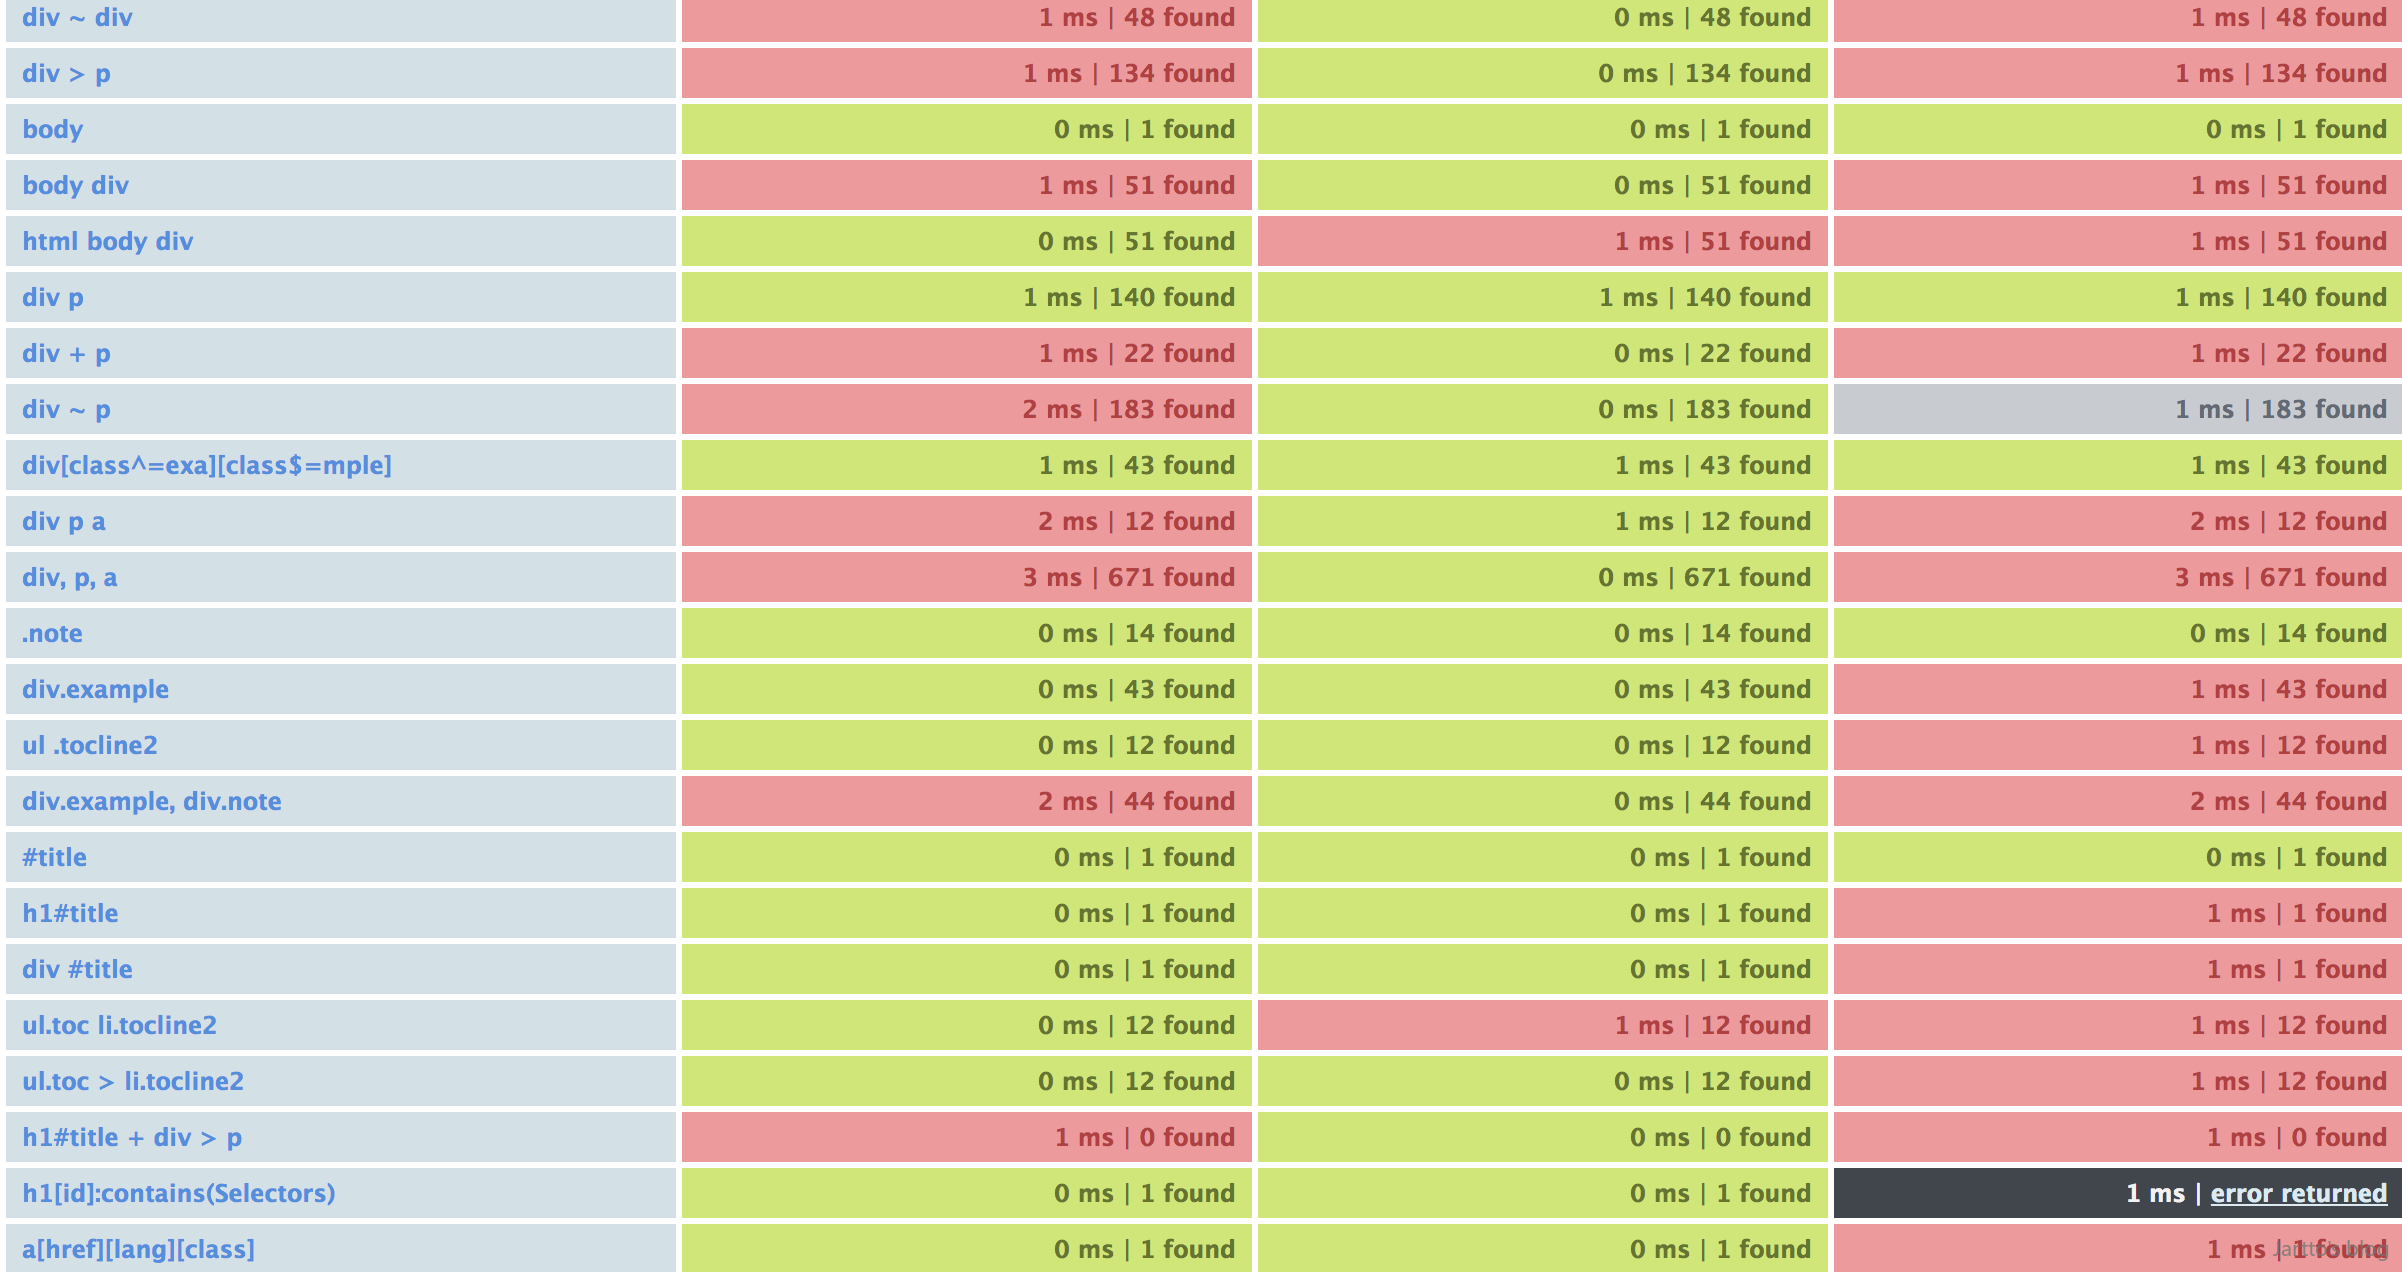 div ~ div 1 ms | 48 found 0 ms | 48 found 1 ms | 48 found
div > p 1 ms | 134 found 0 ms | 134 found 1 ms | 134 found
body 0 ms | 1 found 0 ms | 1 found 0 ms | 1 found
body div 1 ms | 51 found 0 ms | 51 found 1 ms | 51 found
html body div 0 ms | 51 found 1 ms | 51 found 1 ms | 51 found
div p 1 ms | 140 found 1 ms | 140 found 1 ms | 140 found
div + p 1 ms | 22 found 0 ms | 22 found 1 ms | 22 found
div ~ p 2 ms | 183 found 0 ms | 183 found 1 ms | 183 found
div[class^=exa][class$=mple] 1 ms | 43 found 1 ms | 43 found 1 ms | 43 found
div p a 2 ms | 12 found 1 ms | 12 found 2 ms | 12 found
div, p, a 3 ms | 671 found 0 ms | 671 found 3 ms | 671 found
.note 0 ms | 14 found 0 ms | 14 found 0 ms | 14 found
div.example 0 ms | 43 found 0 ms | 43 found 1 ms | 43 found
ul .tocline2 0 ms | 12 found 0 ms | 12 found 1 ms | 12 found
div.example, div.note 2 ms | 44 found 0 ms | 44 found 2 ms | 44 found
#title 0 ms | 1 found 0 ms | 1 found 0 ms | 1 found
h1#title 0 ms | 1 found 0 ms | 1 found 1 ms | 1 found
div #title 0 ms | 1 found 0 ms | 1 found 1 ms | 1 found
ul.toc li.tocline2 0 ms | 12 found 1 ms | 12 found 1 ms | 12 found
ul.toc > li.tocline2 0 ms | 12 found 0 ms | 12 found 1 ms | 12 found
h1#title + div > p 1 ms | 0 found 0 ms | 0 found 1 ms | 0 found
h1[id]:contains(Selectors) 0 ms | 1 found 0 ms | 1 found 1 ms | error returned
a[href][lang][class] 0 ms | 1 found 0 ms | 1 found 1 ms | 1 found
Jartto's blog